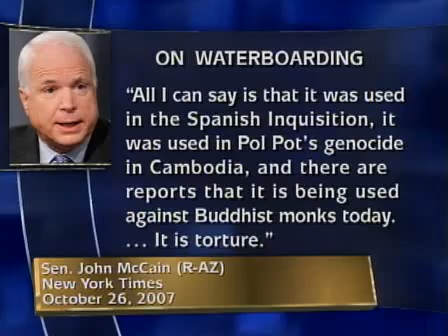 ON WATERBOARDING
“All I can say is that it was used
in the Spanish Inquisition, it
was used in Pol Pot’s genocide
in Cambodia, and there are
reports that it is being used
against Buddhist monks today.
... It is torture.”
Sen. John McCain (R-AZ)
New York Times
October 26, 2007